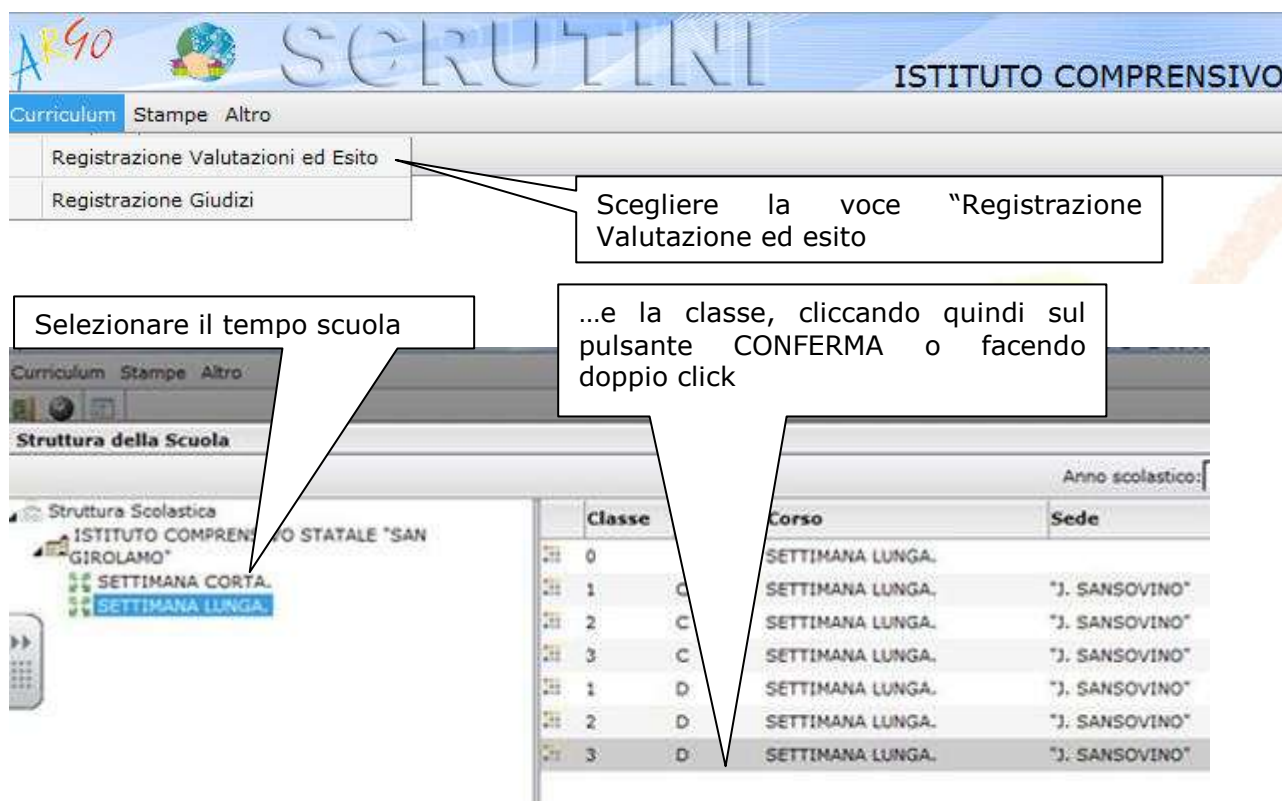 ARGO SCRUTINI ISTITUTO COMPRENSIVO
Curriculum Stampe Altro
Registrazione Valutazioni ed Esito
Registrazione Giudizi
Scegliere la voce “Registrazione
Valutazione ed esito
Selezionare il tempo scuola
…e la classe, cliccando quindi sul
pulsante CONFERMA o facendo
doppio click
Curriculum Stampe Altro
Struttura della Scuola
Anno scolastico:
Struttura Scolastica
ISTITUTO COMPRENSIVO STATALE "SAN
GIROLAMO"
SETTIMANA CORTA.
SETTIMANA LUNGA.
Classe Corso Sede
0 SETTIMANA LUNGA.
1 C SETTIMANA LUNGA. "J. SANSOVINO"
2 C SETTIMANA LUNGA. "J. SANSOVINO"
3 C SETTIMANA LUNGA. "J. SANSOVINO"
1 D SETTIMANA LUNGA. "J. SANSOVINO"
2 D SETTIMANA LUNGA. "J. SANSOVINO"
3 D SETTIMANA LUNGA. "J. SANSOVINO"